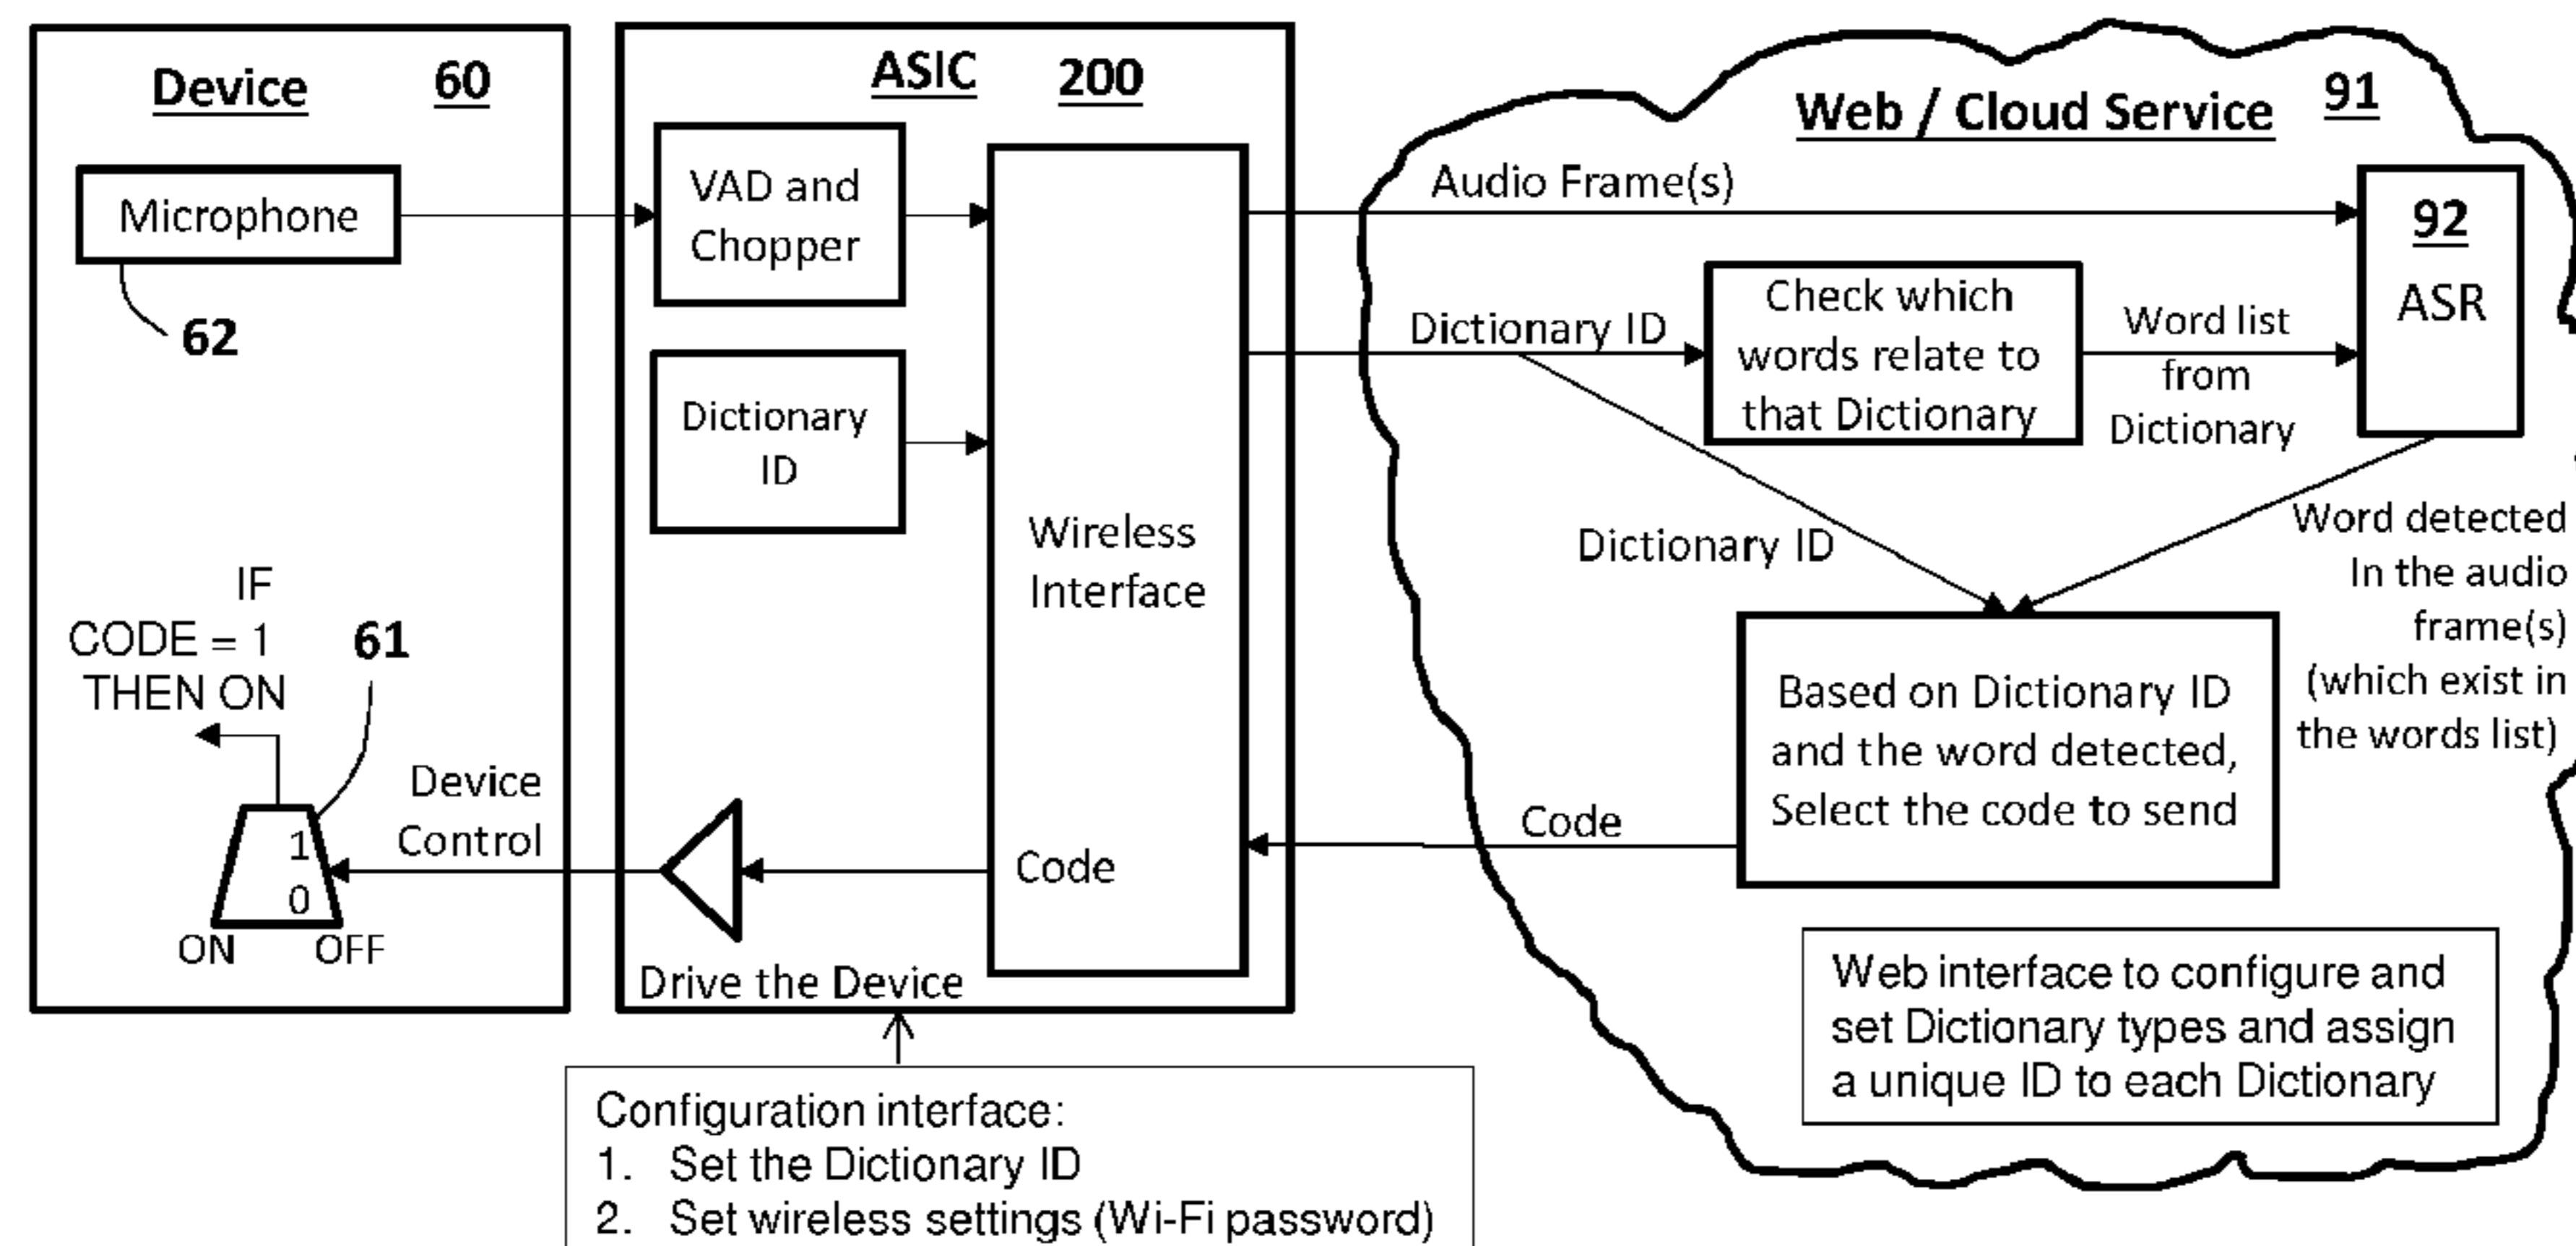 Device 60
Microphone
62
IF
CODE = 1
THEN ON
61
1
0
ON OFF
Device
Control
ASIC 200
VAD and
Chopper
Dictionary
ID
Wireless
Interface
Code
Drive the Device
Configuration interface:
1. Set the Dictionary ID
2. Set wireless settings (Wi-Fi password)
Web / Cloud Service 91
Audio Frame(s)
Dictionary ID
Check which
words relate to
that Dictionary
Word list
from
Dictionary
92
ASR
Dictionary ID
Word detected
In the audio
frame(s)
(which exist in
the words list)
Based on Dictionary ID
and the word detected,
Select the code to send
Code
Web interface to configure and
set Dictionary types and assign
a unique ID to each Dictionary